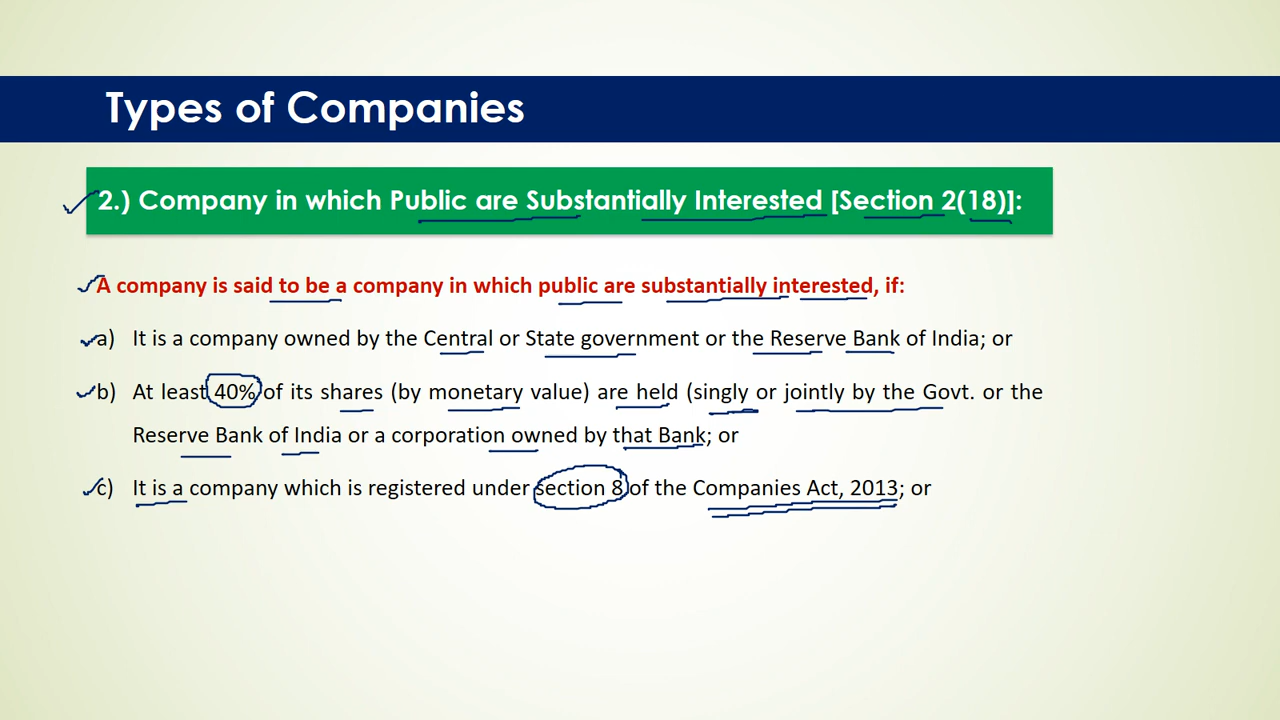 Types of Companies
2.) Company in which Public are Substantially Interested [Section 2(18)]:
A company is said to be a company in which public are substantially interested, if:
a) It is a company owned by the Central or State government or the Reserve Bank of India; or
b) At least 40% of its shares (by monetary value) are held (singly or jointly by the Govt. or the
Reserve Bank of India or a corporation owned by that Bank; or
c) It is a company which is registered under section 8 of the Companies Act, 2013; or